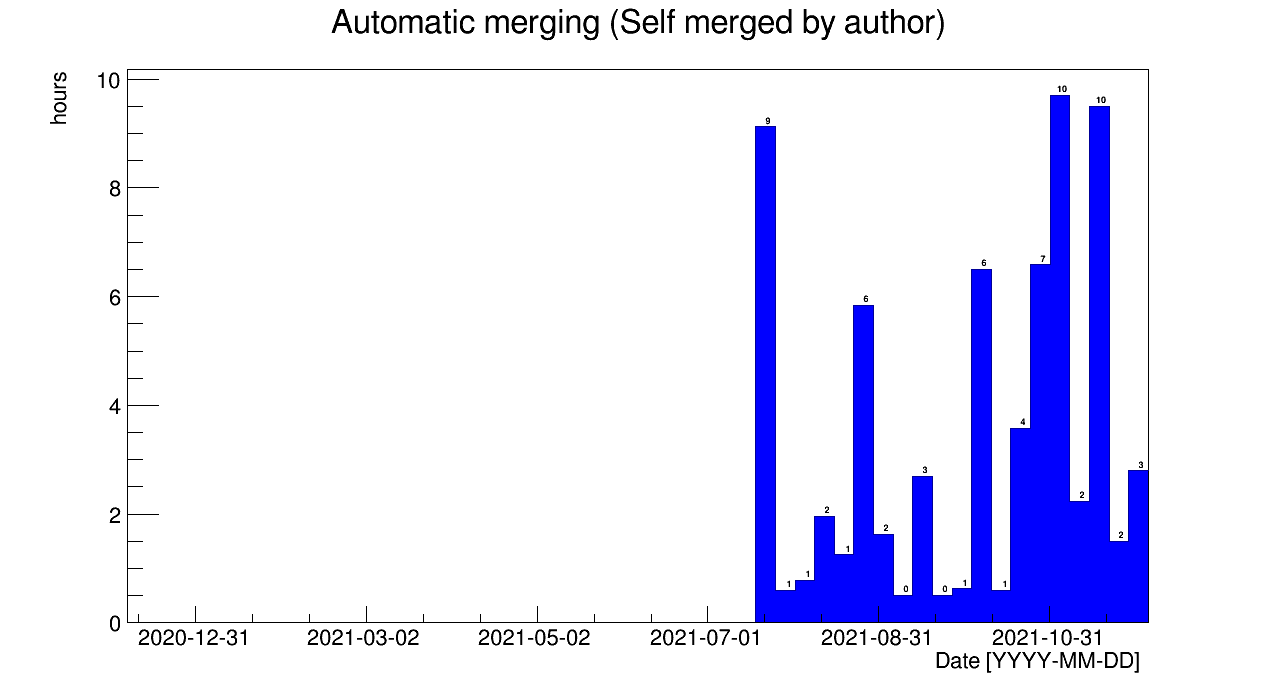 Automatic merging (Self merged by author)
hours
10
8
6
4
2
0
9 1 1 2 1 6 2 0 3 0 1 6 1 4 7 10 2 10 2 3
2020-12-31 2021-03-02 2021-05-02 2021-07-01 2021-08-31 2021-10-31
Date [YYYY-MM-DD]